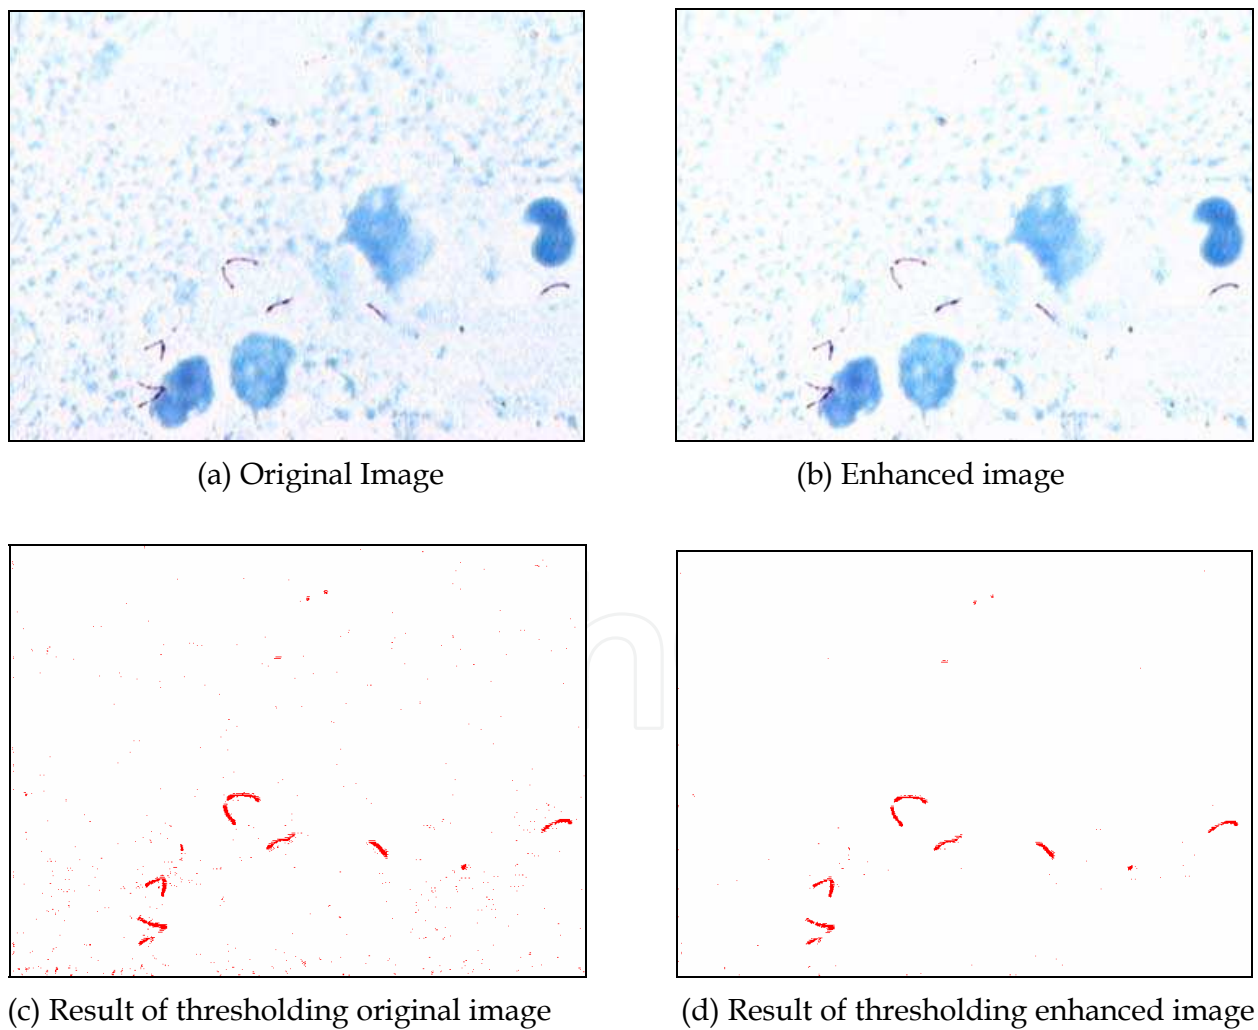 (a) Original Image
(b) Enhanced image
(c) Result of thresholding original image
(d) Result of thresholding enhanced image